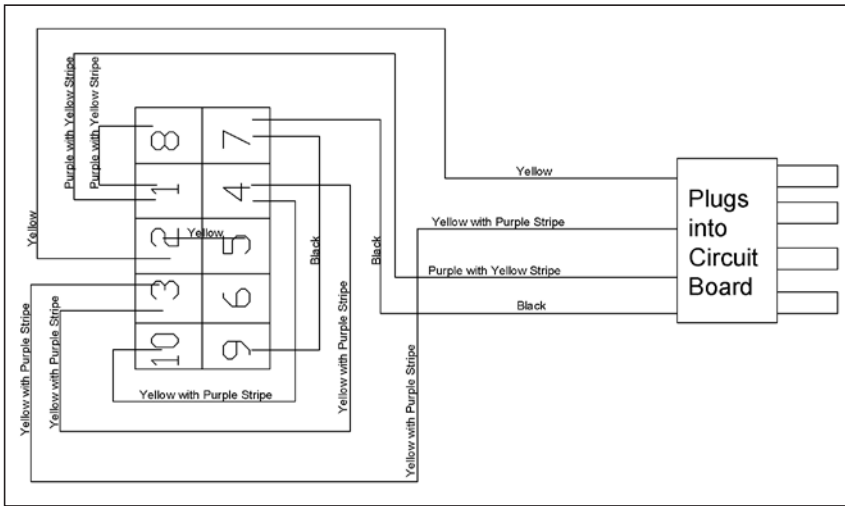 Purple with Yellow Stripe
Purple with Yellow Stripe
8
7
Yellow
1
4
Yellow
2
Yellow
5
Black
Black
Yellow with Purple Stripe
Plugs
into
Circuit
Board
Purple with Yellow Stripe
3
6
Black
Yellow with Purple Stripe
Yellow with Purple Stripe
Yellow with Purple Stripe
10
9
Yellow with Purple Stripe
Yellow with Purple Stripe